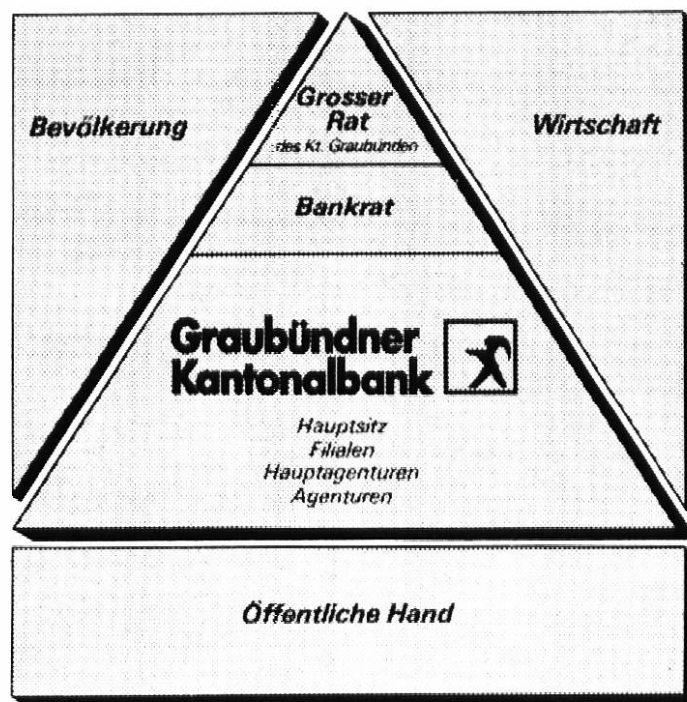 Bevölkerung
Grosser
Rat
des Kt. Graubünden
Wirtschaft
Bankrat
Graubündner
Kantonalbank
Hauptsitz
Filialen
Hauptagenturen
Agenturen
Öffentliche Hand